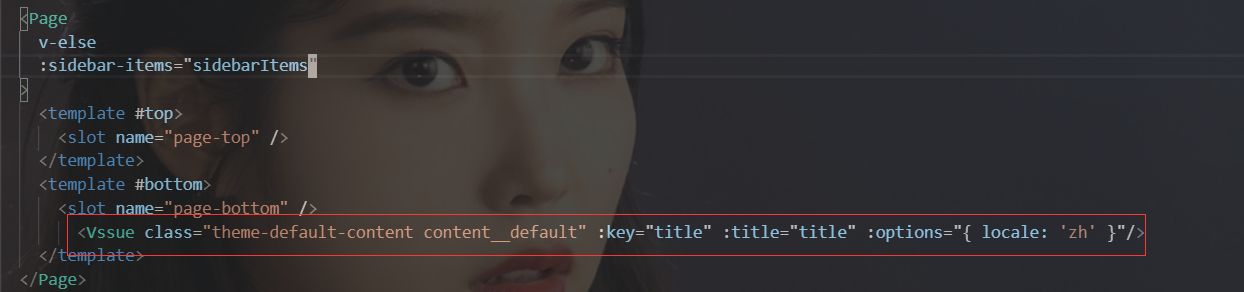 <Page
v-else
:sidebar-items="sidebarItems"
>
<template #top>
<slot name="page-top" />
</template>
<template #bottom>
<slot name="page-bottom" />
<Vssue class="theme-default-content content__default" :key="title" :title="title" :options="{ locale: 'zh' }"/>
</template>
</Page>